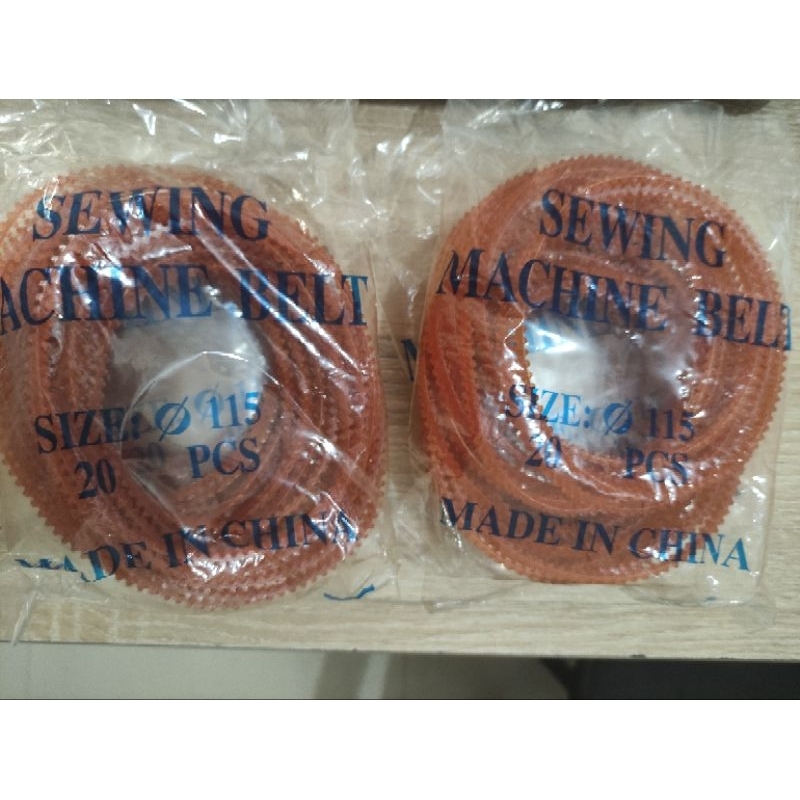 SEWING
ACHINE BELT
SIZE: Ø 115
20 PCS
MADE IN CHINA
SEWING
MACHINE BELT
SIZE: Ø 115
20 PCS
MADE IN CHINA